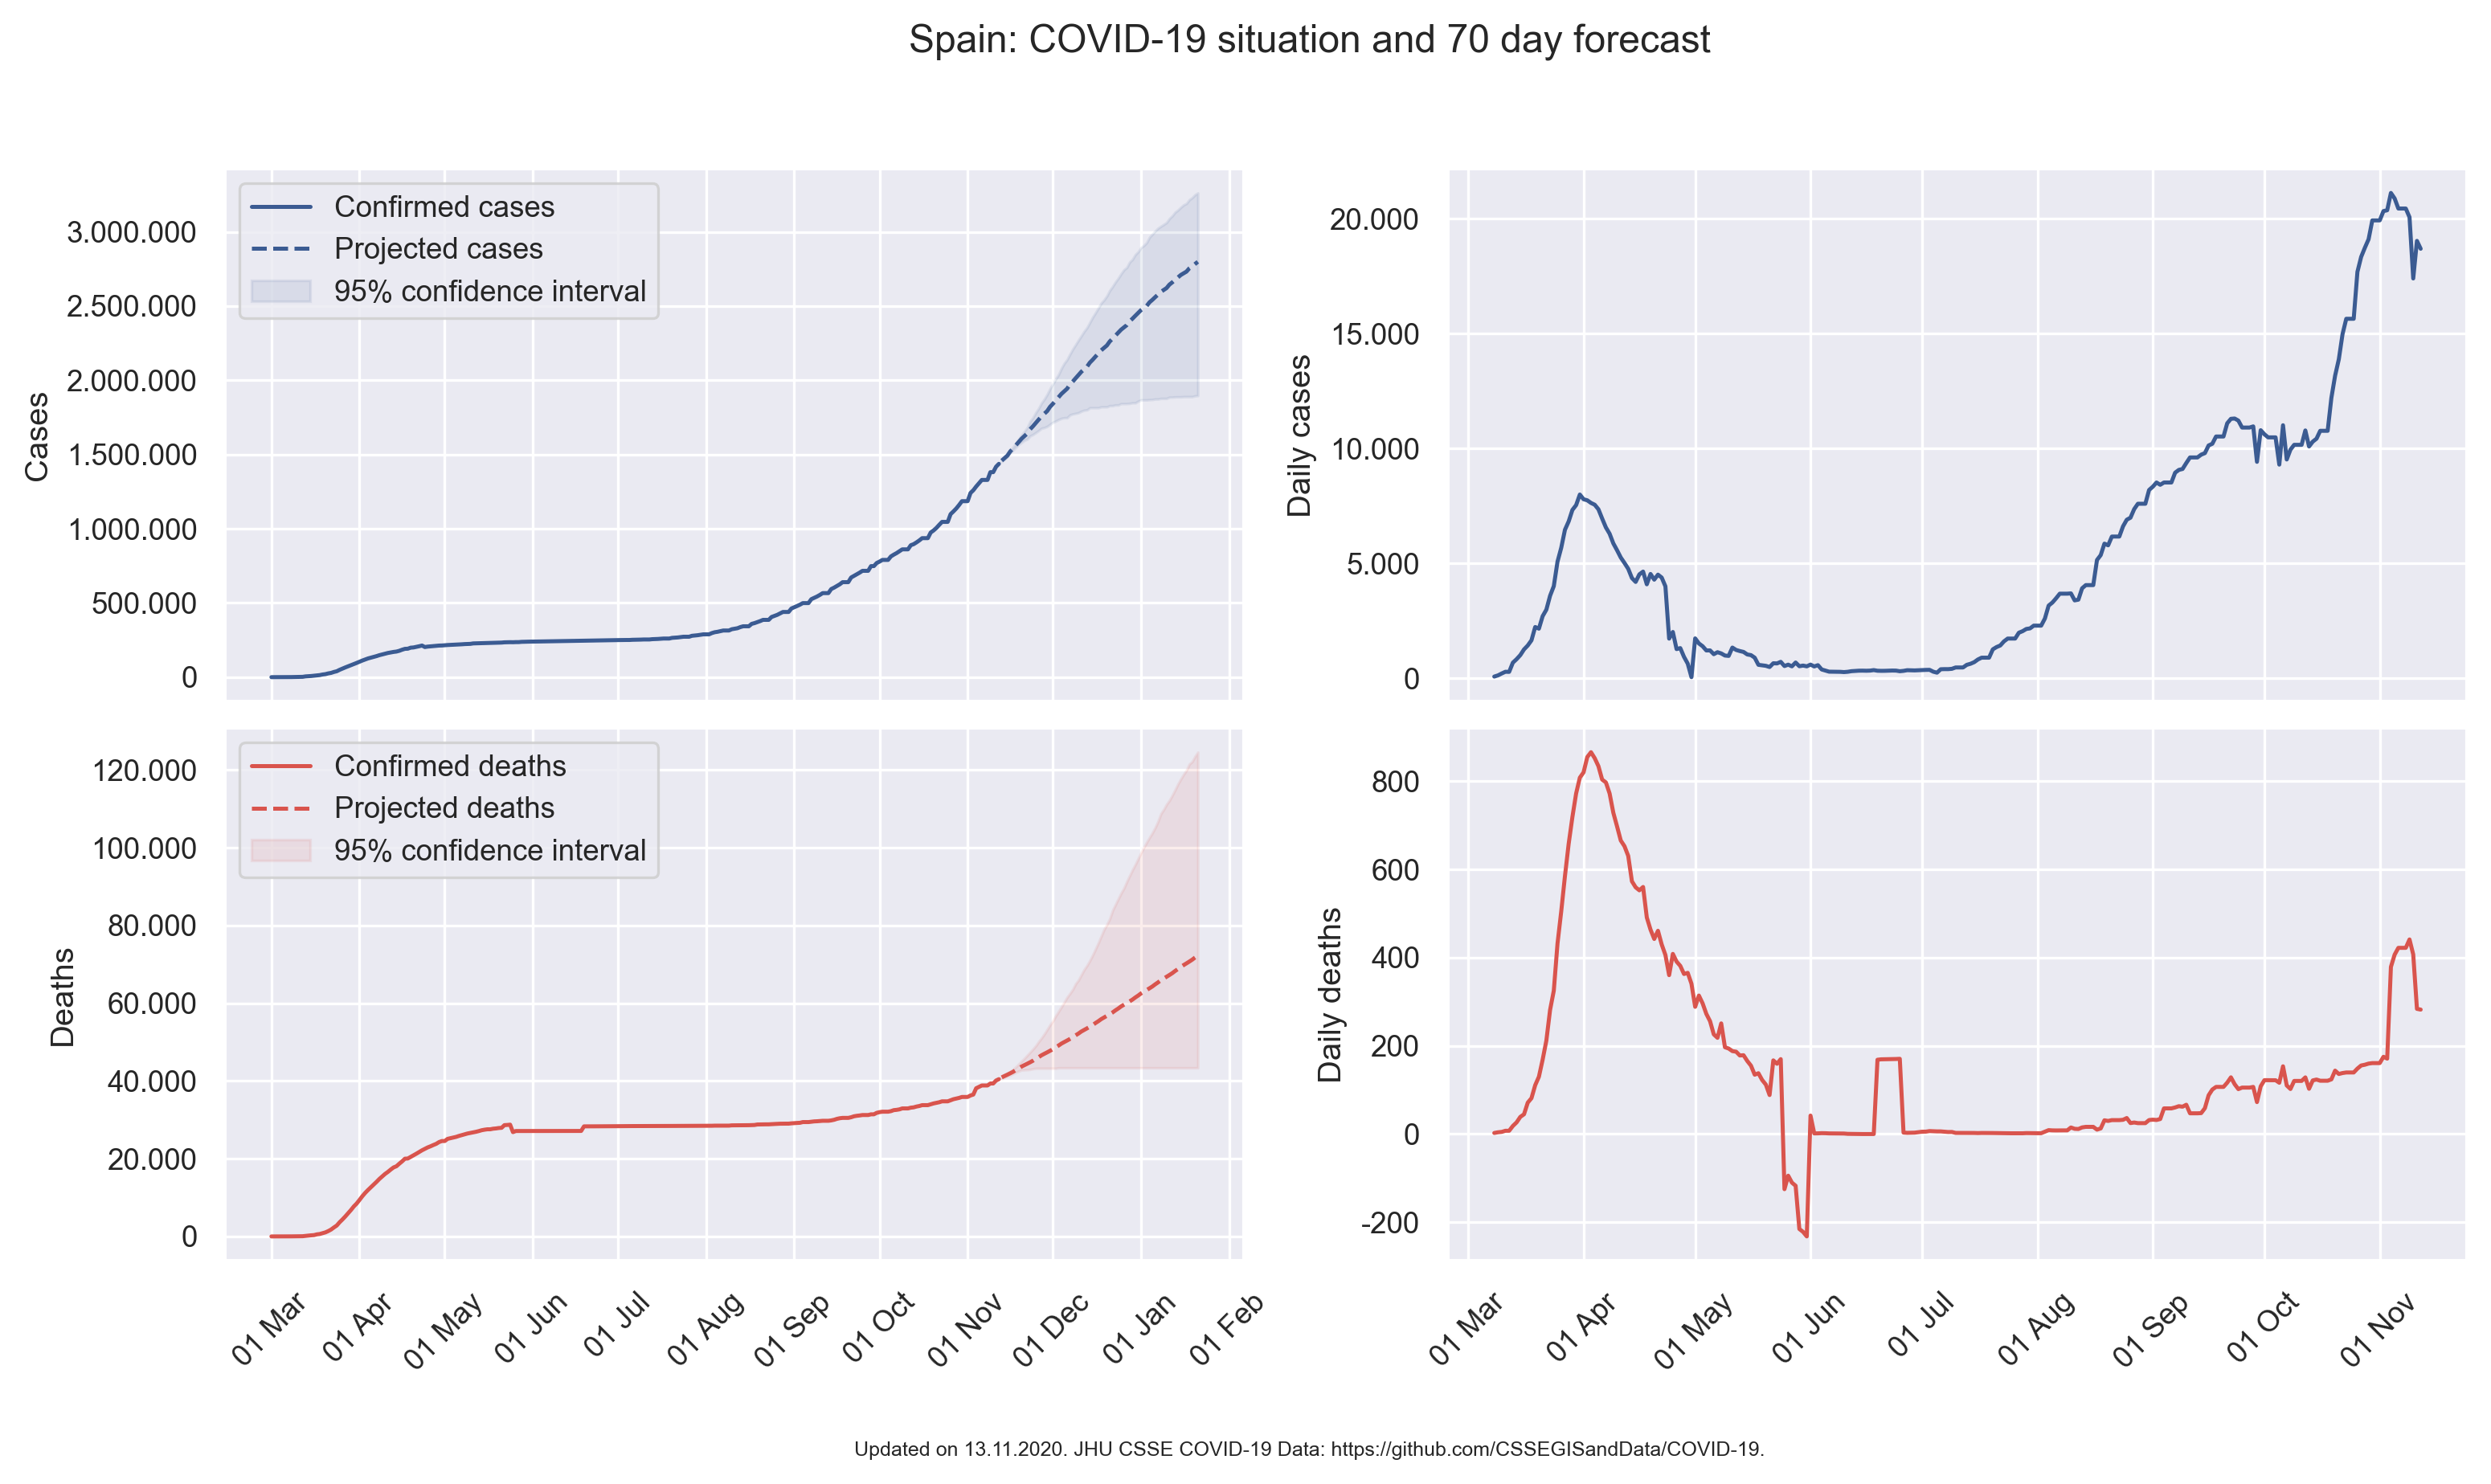 Spain: COVID-19 situation and 70 day forecast
Confirmed cases
Projected cases
95% confidence interval
3.000.000
2.500.000
2.000.000
1.500.000
1.000.000
500.000
0
Cases
20.000
15.000
10.000
5.000
0
Daily cases
Confirmed deaths
Projected deaths
95% confidence interval
120.000
100.000
80.000
60.000
40.000
20.000
0
Deaths
01 Mar
01 Apr
01 May
01 Jun
01 Jul
01 Aug
01 Sep
01 Oct
01 Nov
01 Dec
01 Jan
01 Feb
800
600
400
200
0
-200
Daily deaths
01 Mar
01 Apr
01 May
01 Jun
01 Jul
01 Aug
01 Sep
01 Oct
01 Nov
Updated on 13.11.2020. JHU CSSE COVID-19 Data: https://github.com/CSSEGISandData/COVID-19.